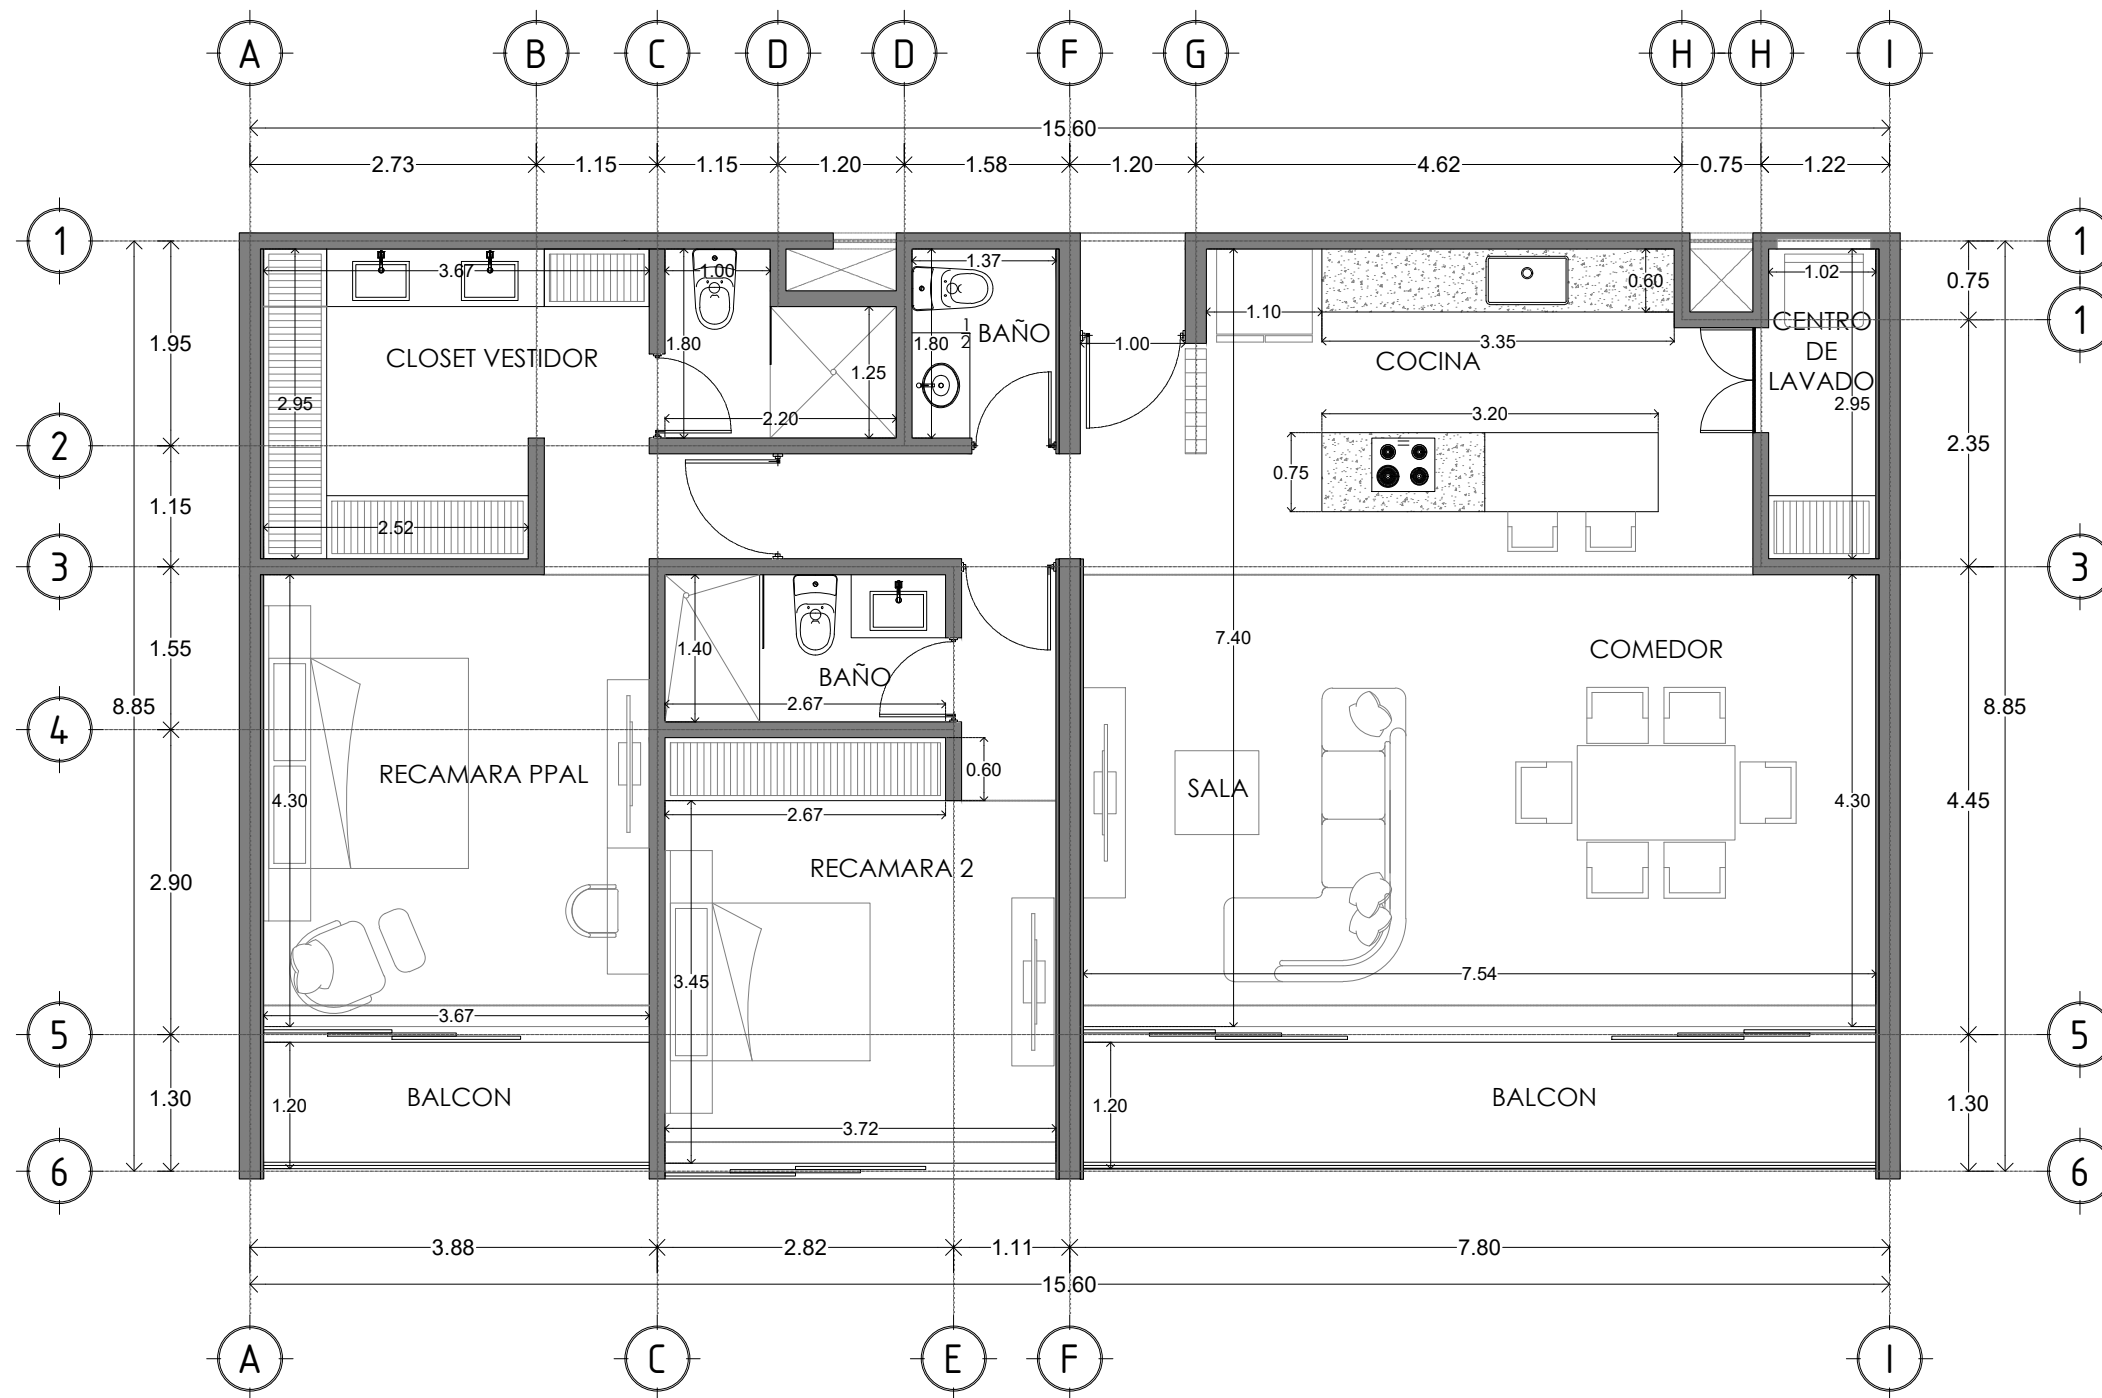 A B C D D F G H H I
15.60
2.73 1.15 1.15 1.20 1.58 1.20 4.62 0.75 1.22
1 1
3.67 1.00 1.37 0.60 1.02 0.75
1.10
1
1.95 CLOSET VESTIDOR 1.80 1.80 1/2 BAÑO 1.00 3.35 CENTRO
DE
LAVADO
COCINA
1.25
2.95 2.20 3.20 2.95
2 2.35
0.75
1.15 2.52
3 3
1.55 1.40 7.40 COMEDOR
BAÑO
2.67
8.85 8.85
4
RECAMARA PPAL 0.60 SALA
4.30 2.67 4.30 4.45
2.90 RECAMARA 2
3.45 7.54
3.67
5 5
1.30 1.20 BALCON 1.20 BALCON 1.30
3.72
6 6
3.88 2.82 1.11 7.80
15.60
A C E F I